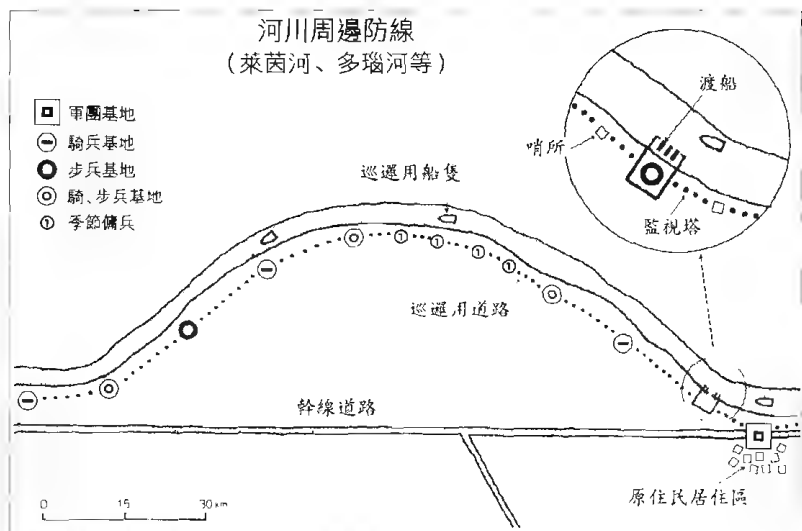 河川周邊防線
(萊茵河、多瑙河等)
軍團基地
騎兵基地
步兵基地
騎、步兵基地
季節傭兵
渡船
哨所
監視塔
巡邏用船隻
巡邏用道路
幹線道路
原住民居住區
0 15 30km